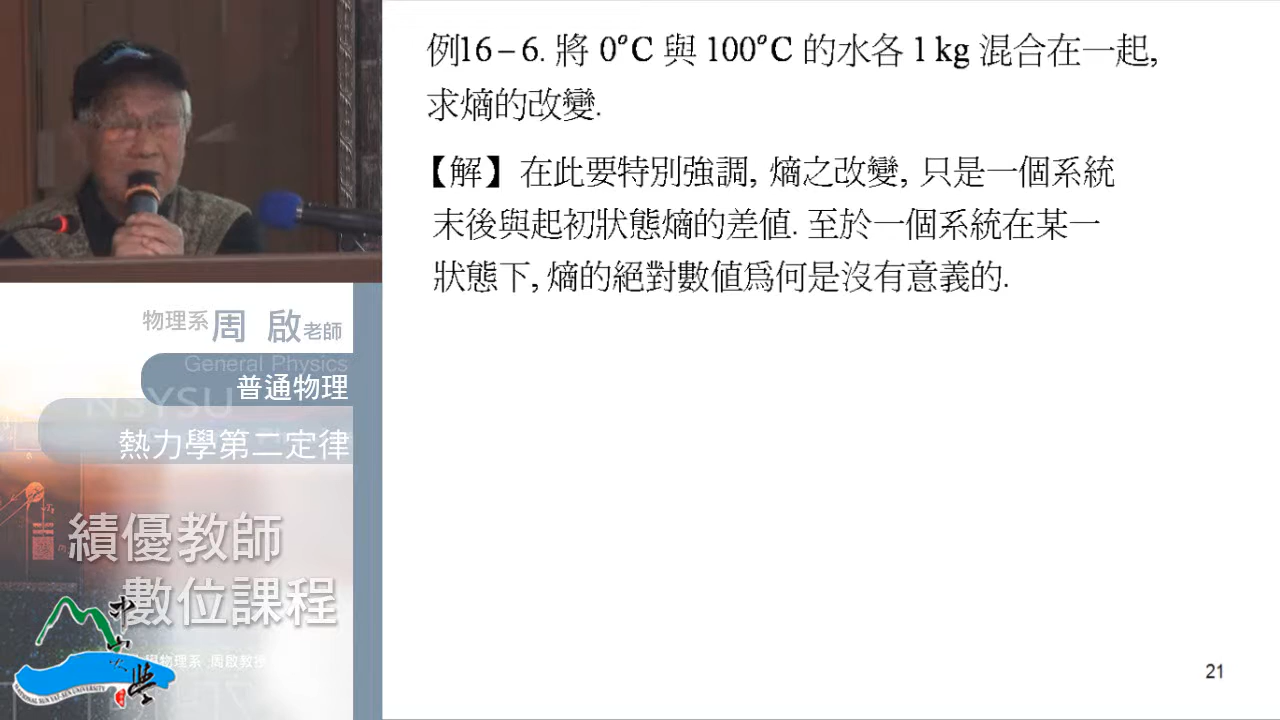 例16－6. 將 0°C 與 100°C 的水各 1 kg 混合在一起,
求熵的改變.
【解】在此要特別強調, 熵之改變, 只是一個系統
末後與起初狀態熵的差值. 至於一個系統在某一
狀態下, 熵的絕對數值爲何是沒有意義的.
物理系 周 啟 老師
General Physics
普通物理
NSYSU
熱力學第二定律
績優教師
數位課程
學物理系 周啟教授
NATIONAL SUN YAT-SEN UNIVERSITY
21